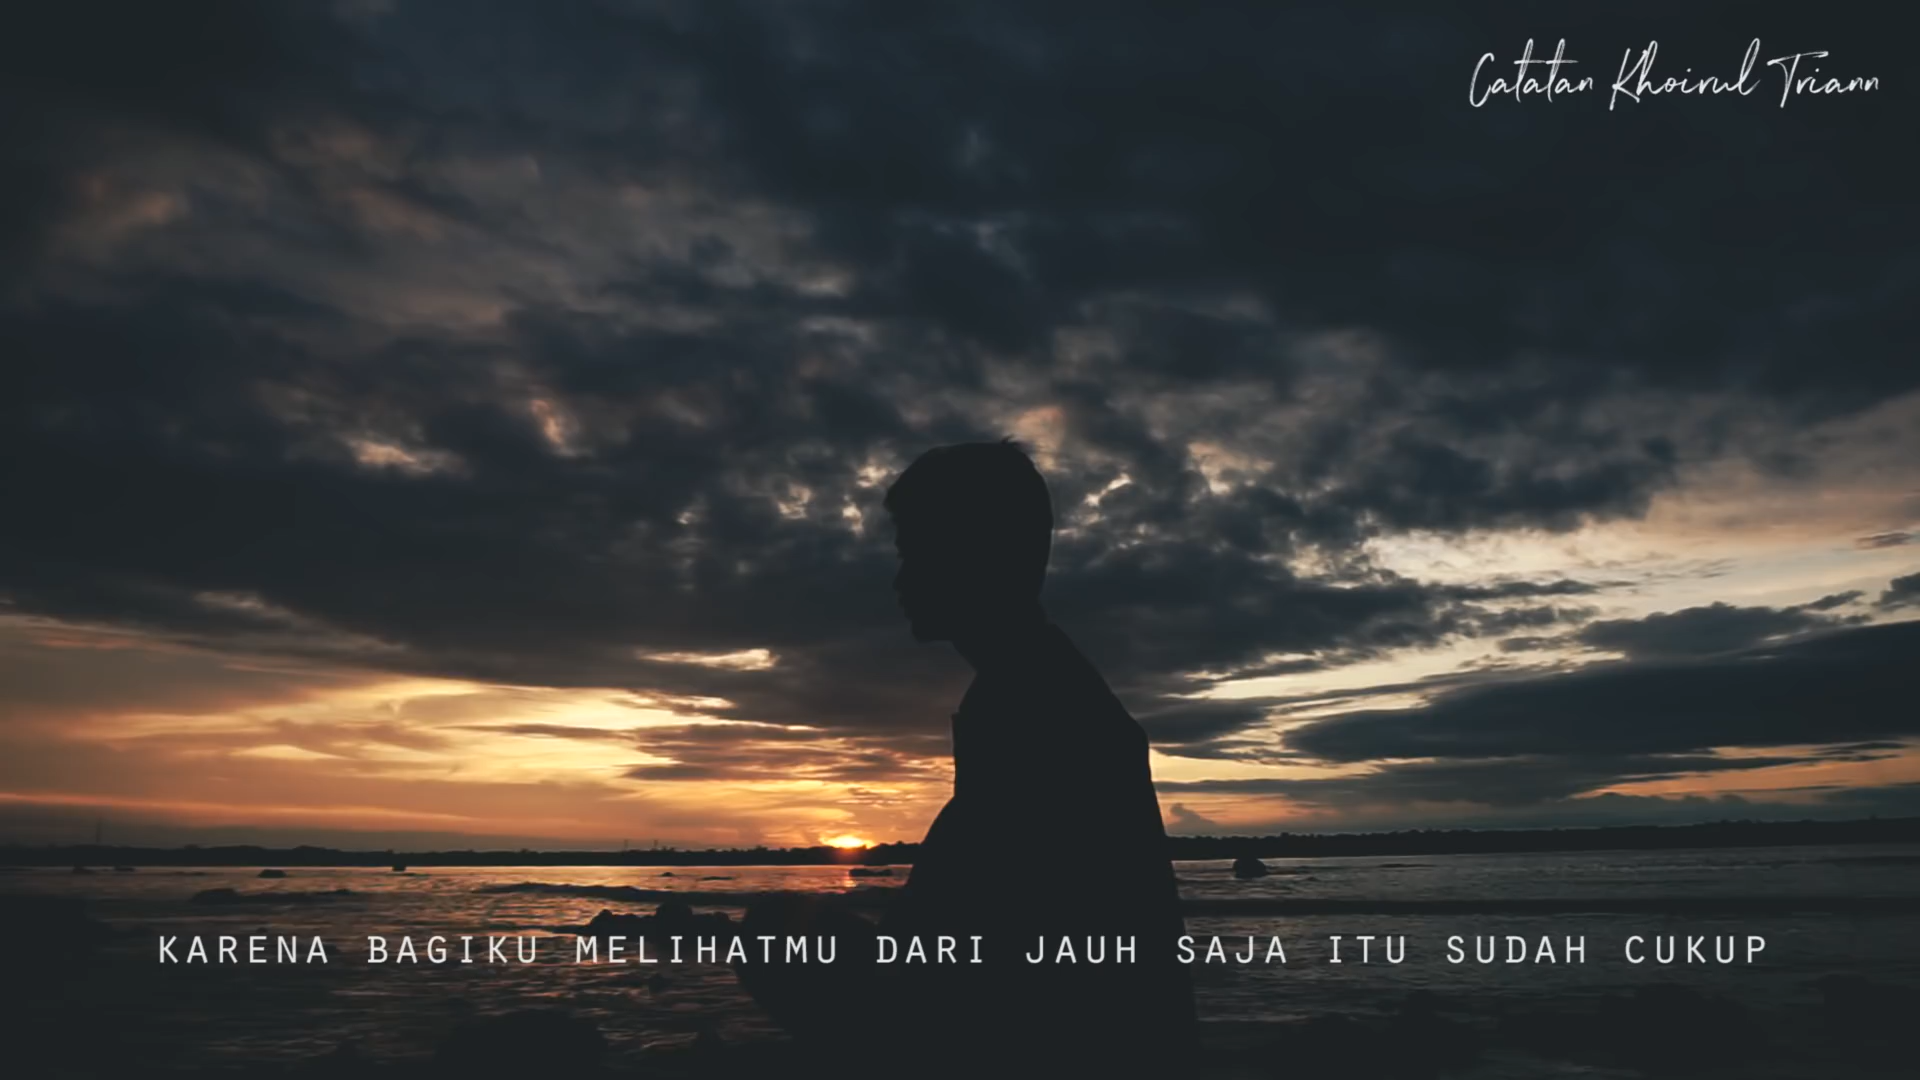 Catatan Khoirul Triann
KARENA BAGIKU MELIHATMU DARI JAUH SAJA ITU SUDAH CUKUP